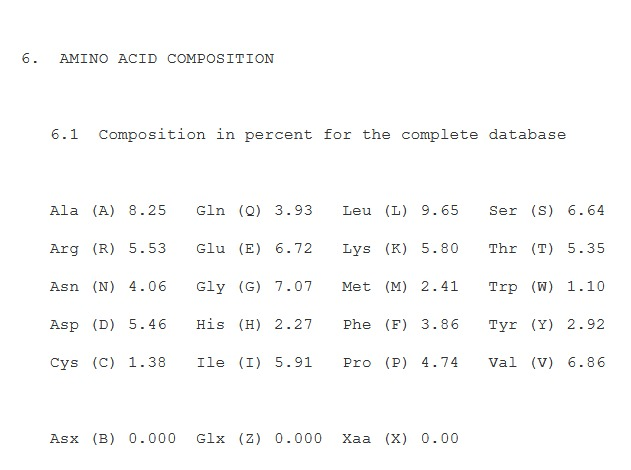 6.  AMINO ACID COMPOSITION
6.1  Composition in percent for the complete database
Ala (A) 8.25   Gln (Q) 3.93   Leu (L) 9.65   Ser (S) 6.64
Arg (R) 5.53   Glu (E) 6.72   Lys (K) 5.80   Thr (T) 5.35
Asn (N) 4.06   Gly (G) 7.07   Met (M) 2.41   Trp (W) 1.10
Asp (D) 5.46   His (H) 2.27   Phe (F) 3.86   Tyr (Y) 2.92
Cys (C) 1.38   Ile (I) 5.91   Pro (P) 4.74   Val (V) 6.86
Asx (B) 0.000  Glx (Z) 0.000  Xaa (X) 0.00